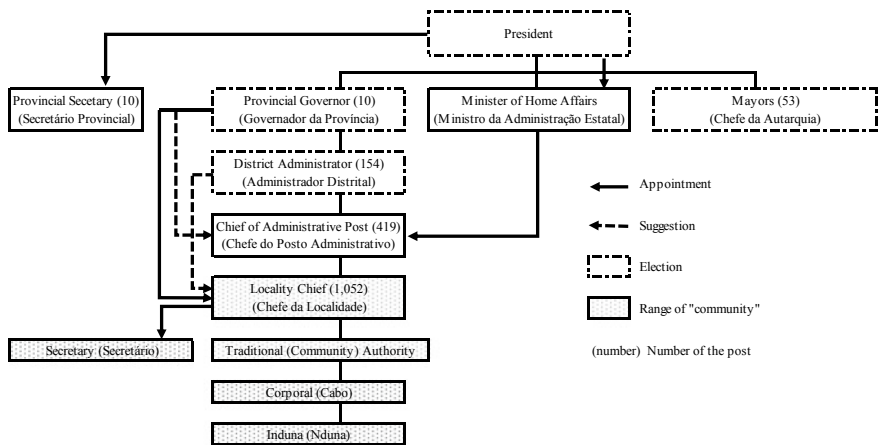 President
Provincial Secetary (10)
(Secretário Provincial)
Provincial Governor (10)
(Governador da Província)
Minister of Home Affairs
(Ministro da Administração Estatal)
Mayors (53)
(Chefe da Autarquia)
District Administrator (154)
(Administrador Distrital)
Chief of Administrative Post (419)
(Chefe do Posto Administrativo)
Locality Chief (1,052)
(Chefe da Localidade)
Secretary (Secretário)
Traditional (Community) Authority
Corporal (Cabo)
Induna (Nduna)
Appointment
Suggestion
Election
Range of "community"
(number) Number of the post